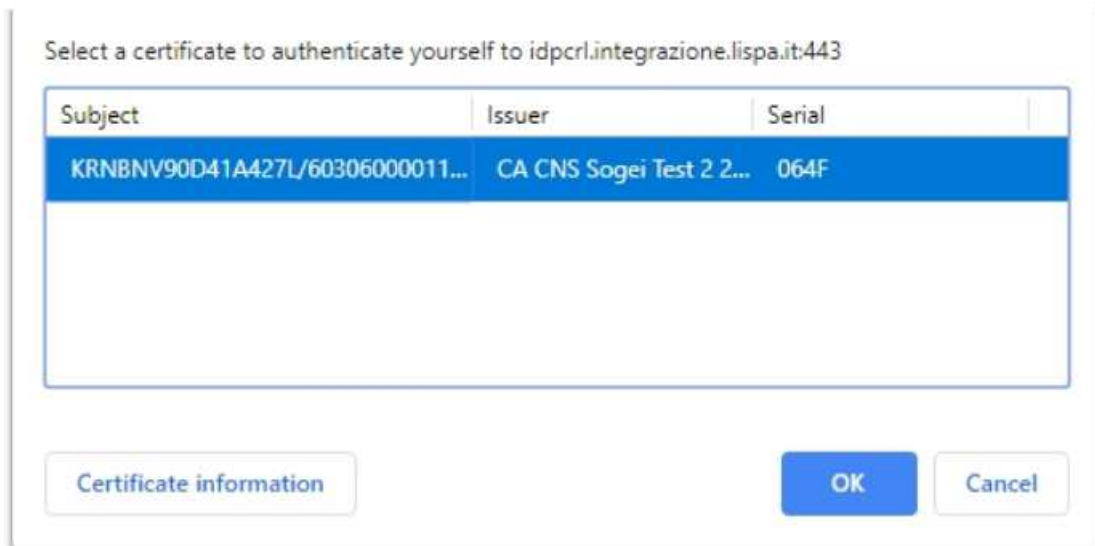 Select a certificate to authenticate yourself to idpcrl.integrazione.lispa.it:443
Subject Issuer Serial
KRNBNV90D41A427L/60306000011... CA CNS Sogei Test 2 2... 064F
Certificate information OK Cancel